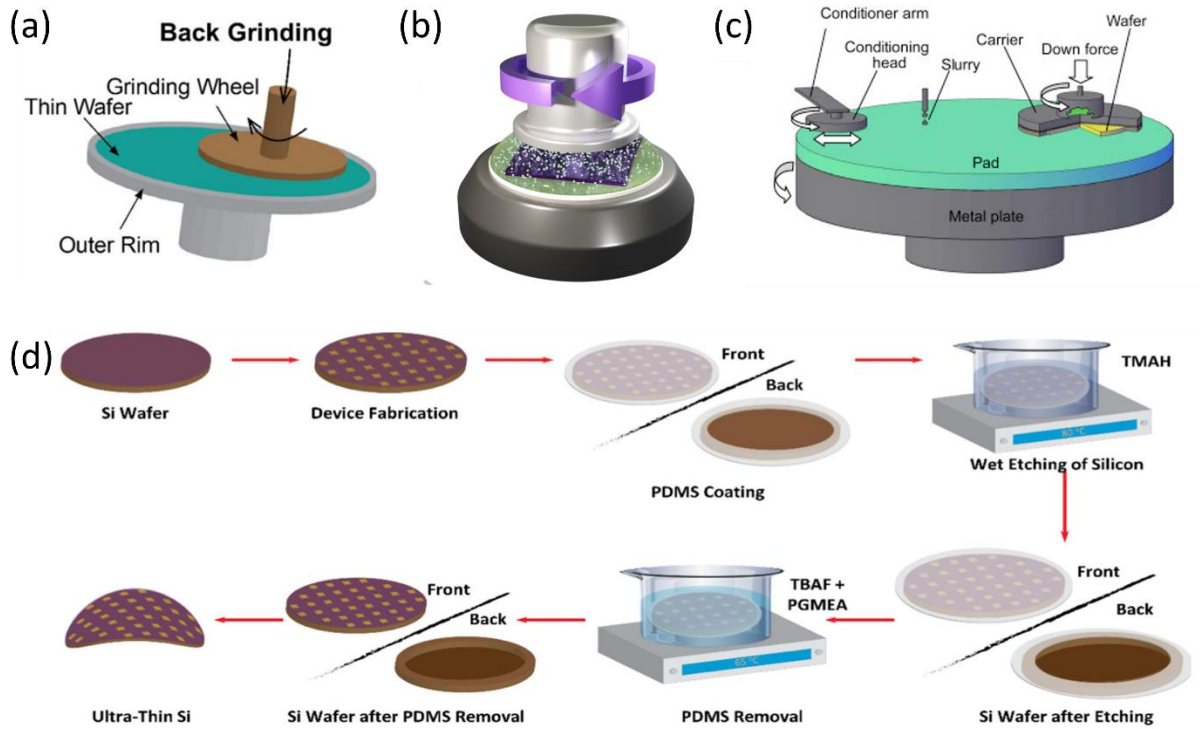 (a)
Back Grinding
Grinding Wheel
Thin Wafer
Outer Rim
(b)
(c)
Conditioner arm
Conditioning
head
Slurry
Carrier
Down force
Wafer
Pad
Metal plate
(d)
Si Wafer
Device Fabrication
Front
Back
PDMS Coating
TMAH
80 °C
Wet Etching of Silicon
Front
Back
Si Wafer after Etching
TBAF +
PGMEA
65 °C
PDMS Removal
Front
Back
Si Wafer after PDMS Removal
Ultra-Thin Si